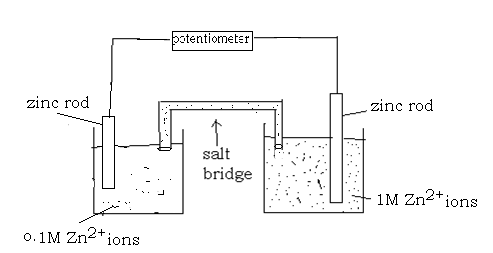 potentiometer
zinc rod
zinc rod
salt
bridge
1M Zn2+ ions
0.1M Zn2+ ions